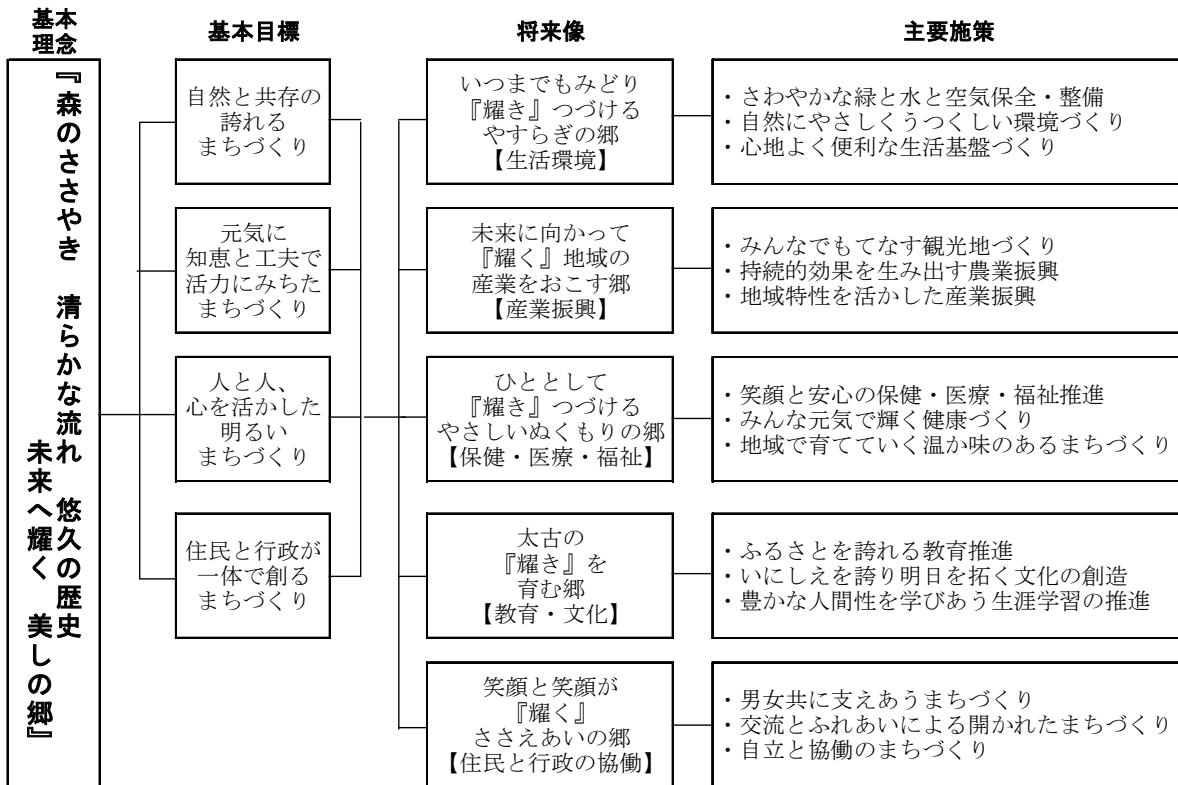 基本
理念
基本目標
将来像
主要施策
『森のささやき　清らかな流れ　悠久の歴史
未来へ耀く　美しの郷』
自然と共存の
誇れる
まちづくり
元気に
知恵と工夫で
活力にみちた
まちづくり
人と人、
心を活かした
明るい
まちづくり
住民と行政が
一体で創る
まちづくり
いつまでもみどり
『耀き』つづける
やすらぎの郷
【生活環境】
未来に向かって
『耀く』地域の
産業をおこす郷
【産業振興】
ひととして
『耀き』つづける
やさしいぬくもりの郷
【保健・医療・福祉】
太古の
『耀き』を
育む郷
【教育・文化】
笑顔と笑顔が
『耀く』
ささえあいの郷
【住民と行政の協働】
・さわやかな緑と水と空気保全・整備
・自然にやさしくうつくしい環境づくり
・心地よく便利な生活基盤づくり
・みんなでもてなす観光地づくり
・持続的効果を生み出す農業振興
・地域特性を活かした産業振興
・笑顔と安心の保健・医療・福祉推進
・みんな元気で輝く健康づくり
・地域で育てていく温か味のあるまちづくり
・ふるさとを誇れる教育推進
・いにしえを誇り明日を拓く文化の創造
・豊かな人間性を学びあう生涯学習の推進
・男女共に支えあうまちづくり
・交流とふれあいによる開かれたまちづくり
・自立と協働のまちづくり